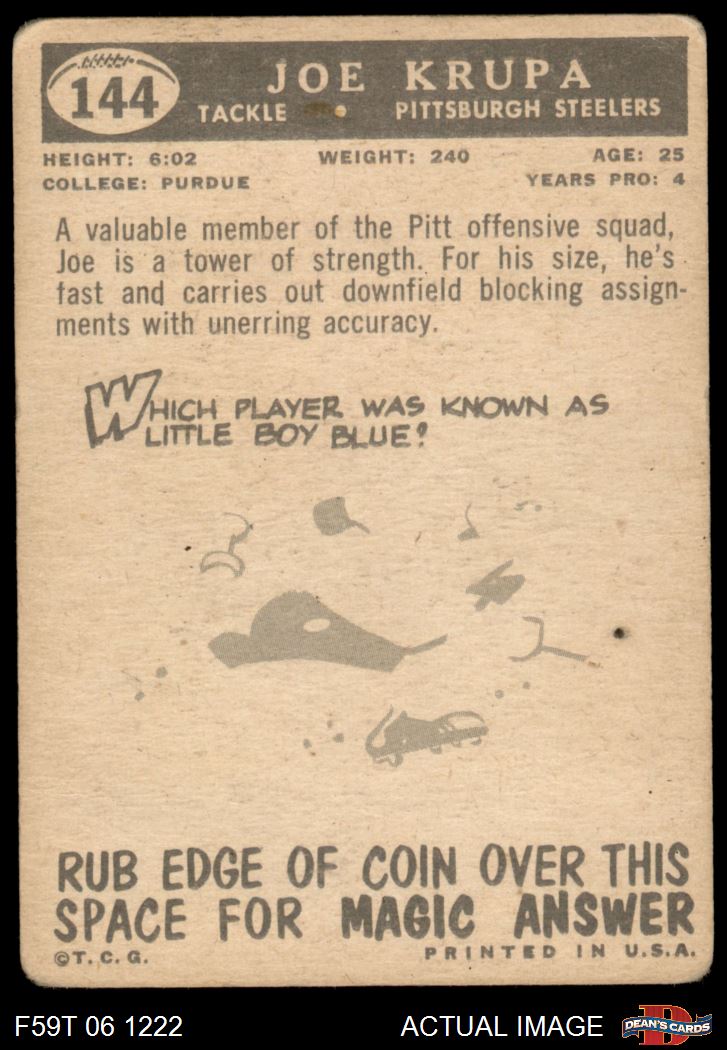 144
JOE KRUPA
TACKLE • PITTSBURGH STEELERS
HEIGHT: 6:02 WEIGHT: 240 AGE: 25
COLLEGE: PURDUE YEARS PRO: 4
A valuable member of the Pitt offensive squad,
Joe is a tower of strength. For his size, he's
fast and carries out downfield blocking assign-
ments with unerring accuracy.
WHICH PLAYER WAS KNOWN AS
LITTLE BOY BLUE?
RUB EDGE OF COIN OVER THIS
SPACE FOR MAGIC ANSWER
©T. C. G. PRINTED IN U.S.A.
F59T 06 1222 ACTUAL IMAGE D DEAN'S CARDS